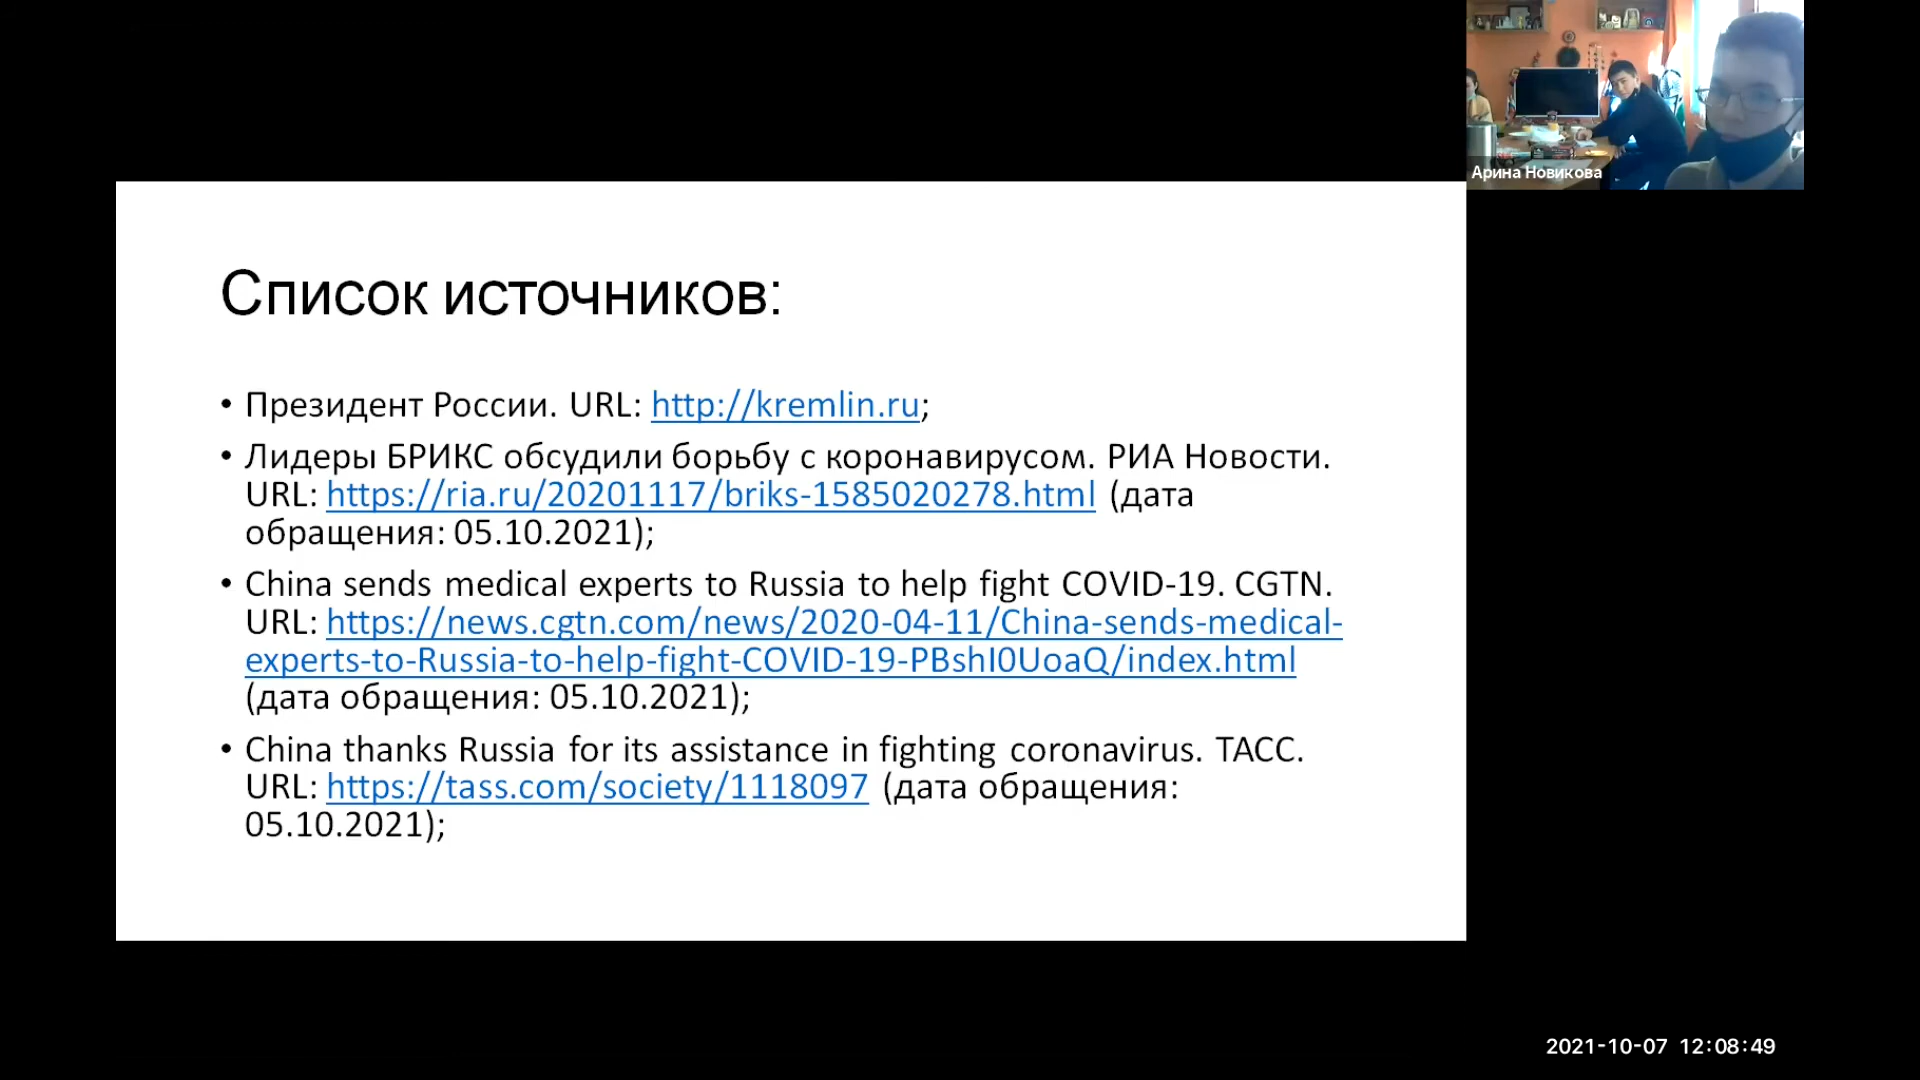 Арина Новикова
Список источников:
• Президент России. URL: http://kremlin.ru;
• Лидеры БРИКС обсудили борьбу с коронавирусом. РИА Новости.
URL: https://ria.ru/20201117/briks-1585020278.html (дата
обращения: 05.10.2021);
• China sends medical experts to Russia to help fight COVID-19. CGTN.
URL: https://news.cgtn.com/news/2020-04-11/China-sends-medical-
experts-to-Russia-to-help-fight-COVID-19-PBshI0UoaQ/index.html
(дата обращения: 05.10.2021);
• China thanks Russia for its assistance in fighting coronavirus. ТАСС.
URL: https://tass.com/society/1118097 (дата обращения:
05.10.2021);
2021-10-07 12:08:49